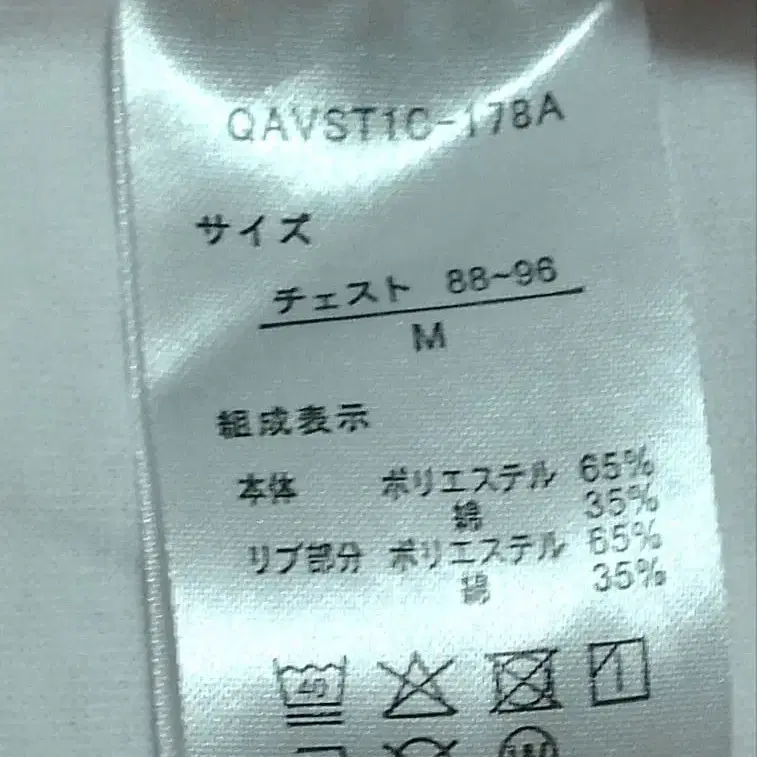 QAVST1C-178A
サイズ
チェスト 88~96
M
組成表示
本体 ポリエステル 65%
綿 35%
リブ部分 ポリエステル 65%
綿 35%
40